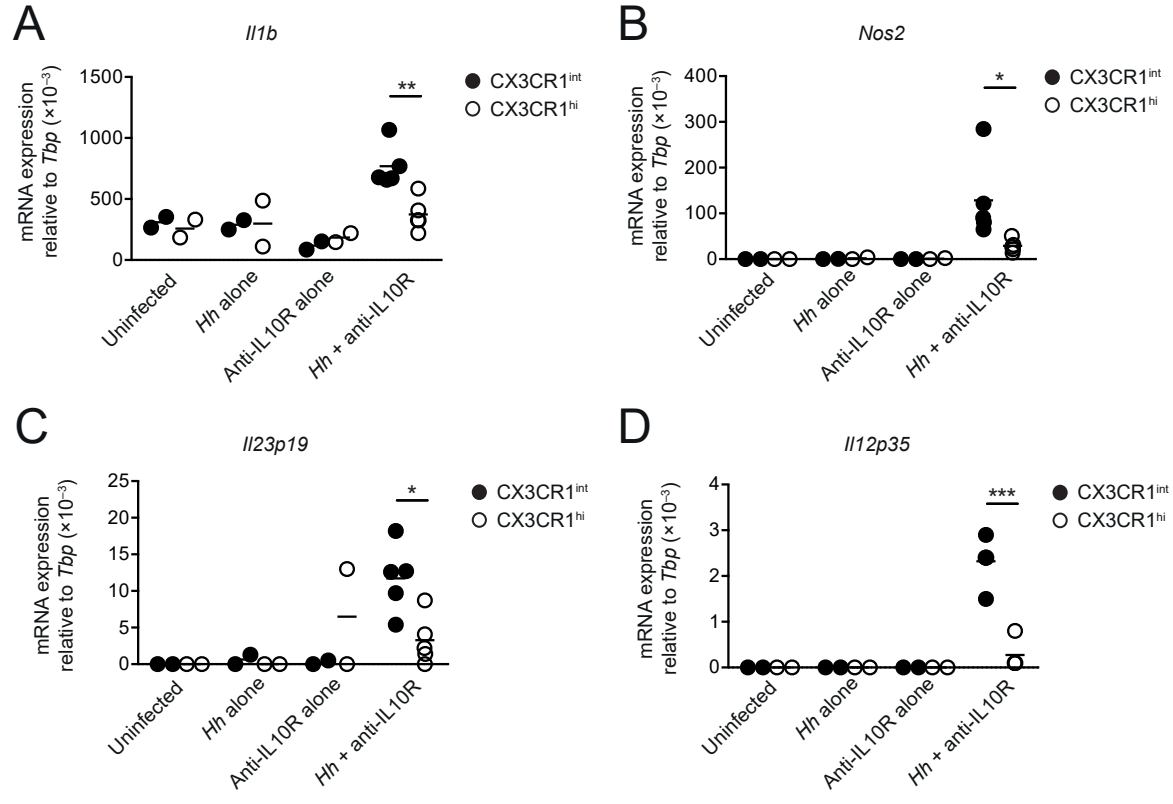 A
Il1b
mRNA expression
relative to Tbp (×10⁻³)
1500
1000
500
0
**
CX3CR1ⁱⁿᵗ
CX3CR1ʰⁱ
Uninfected
Hh alone
Anti-IL10R alone
Hh + anti-IL10R
B
Nos2
mRNA expression
relative to Tbp (×10⁻³)
400
300
200
100
0
*
CX3CR1ⁱⁿᵗ
CX3CR1ʰⁱ
Uninfected
Hh alone
Anti-IL10R alone
Hh + anti-IL10R
C
Il23p19
mRNA expression
relative to Tbp (×10⁻³)
25
20
15
10
5
0
*
CX3CR1ⁱⁿᵗ
CX3CR1ʰⁱ
Uninfected
Hh alone
Anti-IL10R alone
Hh + anti-IL10R
D
Il12p35
mRNA expression
relative to Tbp (×10⁻³)
4
3
2
1
0
***
CX3CR1ⁱⁿᵗ
CX3CR1ʰⁱ
Uninfected
Hh alone
Anti-IL10R alone
Hh + anti-IL10R